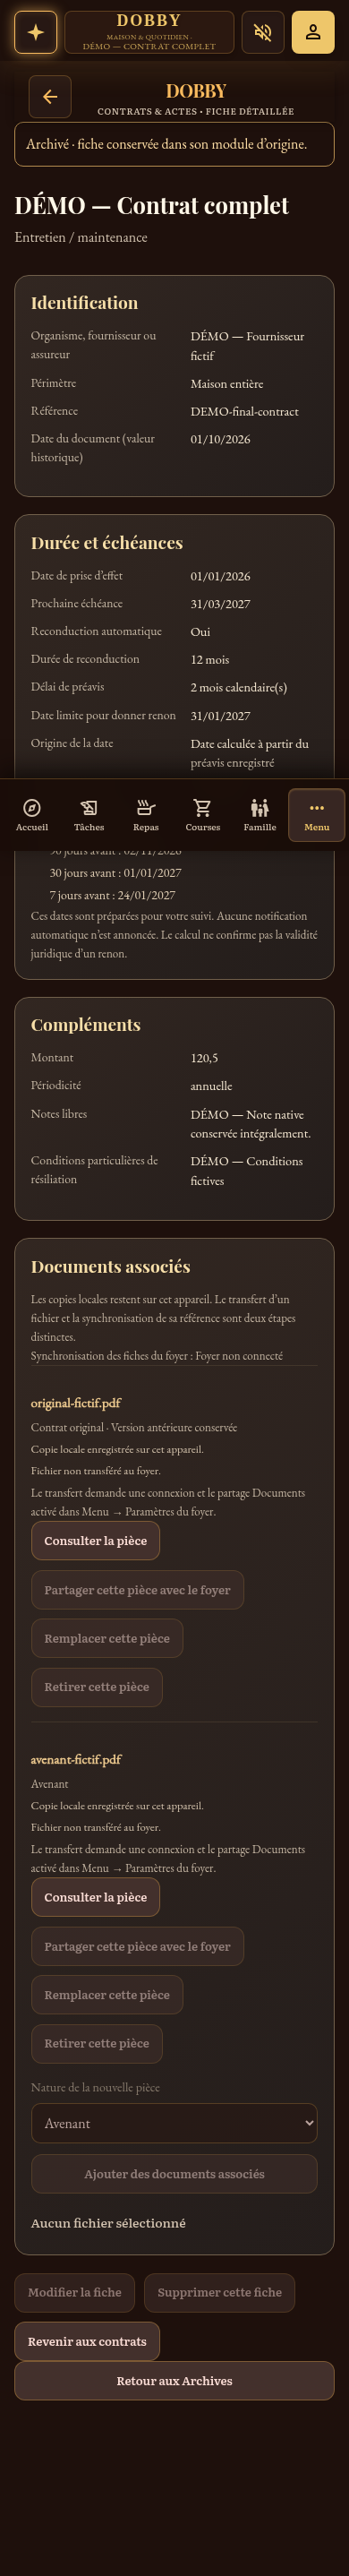 DOBBY
MAISON & QUOTIDIEN ·
DÉMO — CONTRAT COMPLET
DOBBY
CONTRATS & ACTES • FICHE DÉTAILLÉE
Archivé · fiche conservée dans son module d’origine.
DÉMO — Contrat complet
Entretien / maintenance
Identification
Organisme, fournisseur ou
assureur
DÉMO — Fournisseur
fictif
Périmètre
Maison entière
Référence
DEMO-final-contract
Date du document (valeur
historique)
01/10/2026
Durée et échéances
Date de prise d’effet
01/01/2026
Prochaine échéance
31/03/2027
Reconduction automatique
Oui
Durée de reconduction
12 mois
Délai de préavis
2 mois calendaire(s)
Date limite pour donner renon
31/01/2027
Origine de la date
Date calculée à partir du
préavis enregistré
Accueil
Tâches
Repas
Courses
Famille
Menu
90 jours avant : 02/11/2026
30 jours avant : 01/01/2027
7 jours avant : 24/01/2027
Ces dates sont préparées pour votre suivi. Aucune notification
automatique n’est annoncée. Le calcul ne confirme pas la validité
juridique d’un renon.
Compléments
Montant
120,5
Périodicité
annuelle
Notes libres
DÉMO — Note native
conservée intégralement.
Conditions particulières de
résiliation
DÉMO — Conditions
fictives
Documents associés
Les copies locales restent sur cet appareil. Le transfert d’un
fichier et la synchronisation de sa référence sont deux étapes
distinctes.
Synchronisation des fiches du foyer : Foyer non connecté
original-fictif.pdf
Contrat original · Version antérieure conservée
Copie locale enregistrée sur cet appareil.
Fichier non transféré au foyer.
Le transfert demande une connexion et le partage Documents
activé dans Menu → Paramètres du foyer.
Consulter la pièce
Partager cette pièce avec le foyer
Remplacer cette pièce
Retirer cette pièce
avenant-fictif.pdf
Avenant
Copie locale enregistrée sur cet appareil.
Fichier non transféré au foyer.
Le transfert demande une connexion et le partage Documents
activé dans Menu → Paramètres du foyer.
Consulter la pièce
Partager cette pièce avec le foyer
Remplacer cette pièce
Retirer cette pièce
Nature de la nouvelle pièce
Avenant
Ajouter des documents associés
Aucun fichier sélectionné
Modifier la fiche
Supprimer cette fiche
Revenir aux contrats
Retour aux Archives